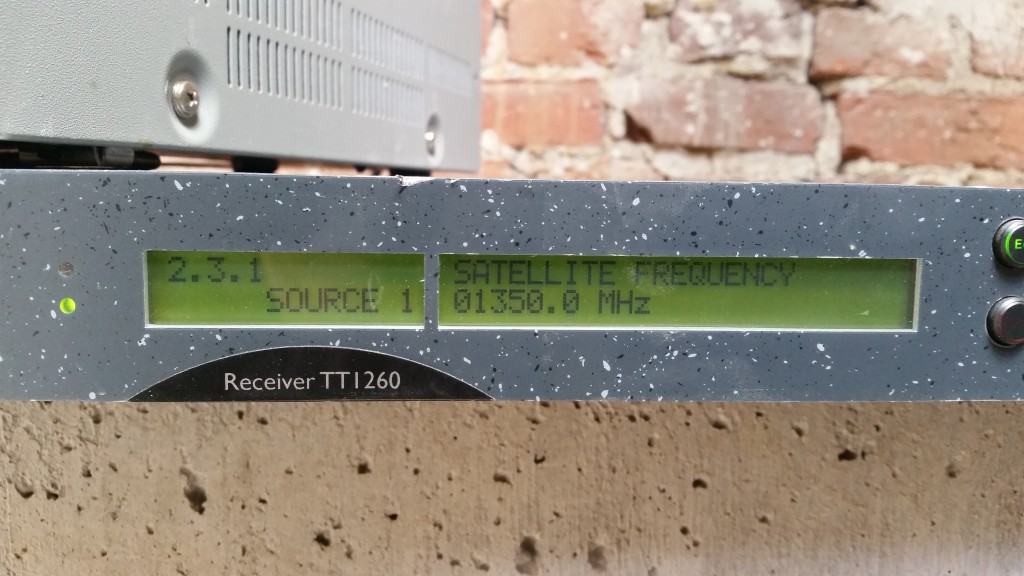 2.3.1
SOURCE 1
SATELLITE FREQUENCY
01350.0 MHz
Receiver TT1260